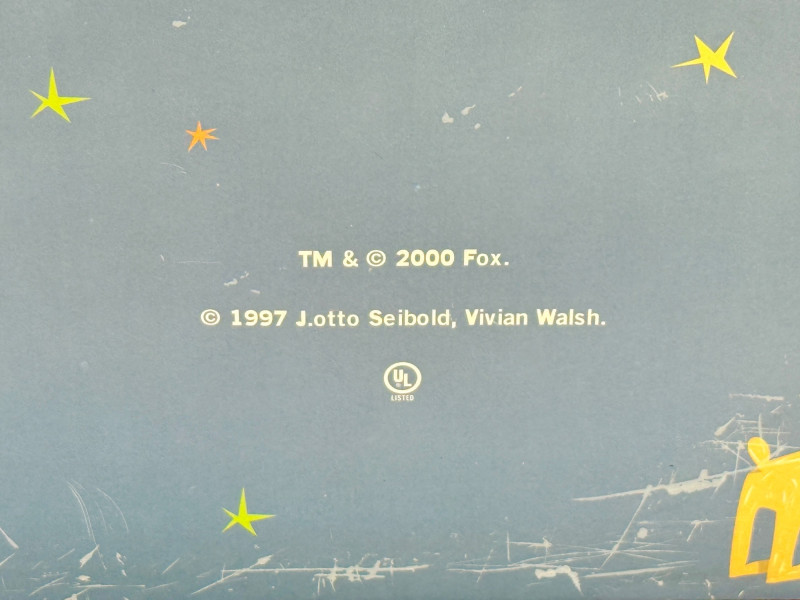 TM & © 2000 Fox.
© 1997 J.otto Seibold, Vivian Walsh.
UL
LISTED